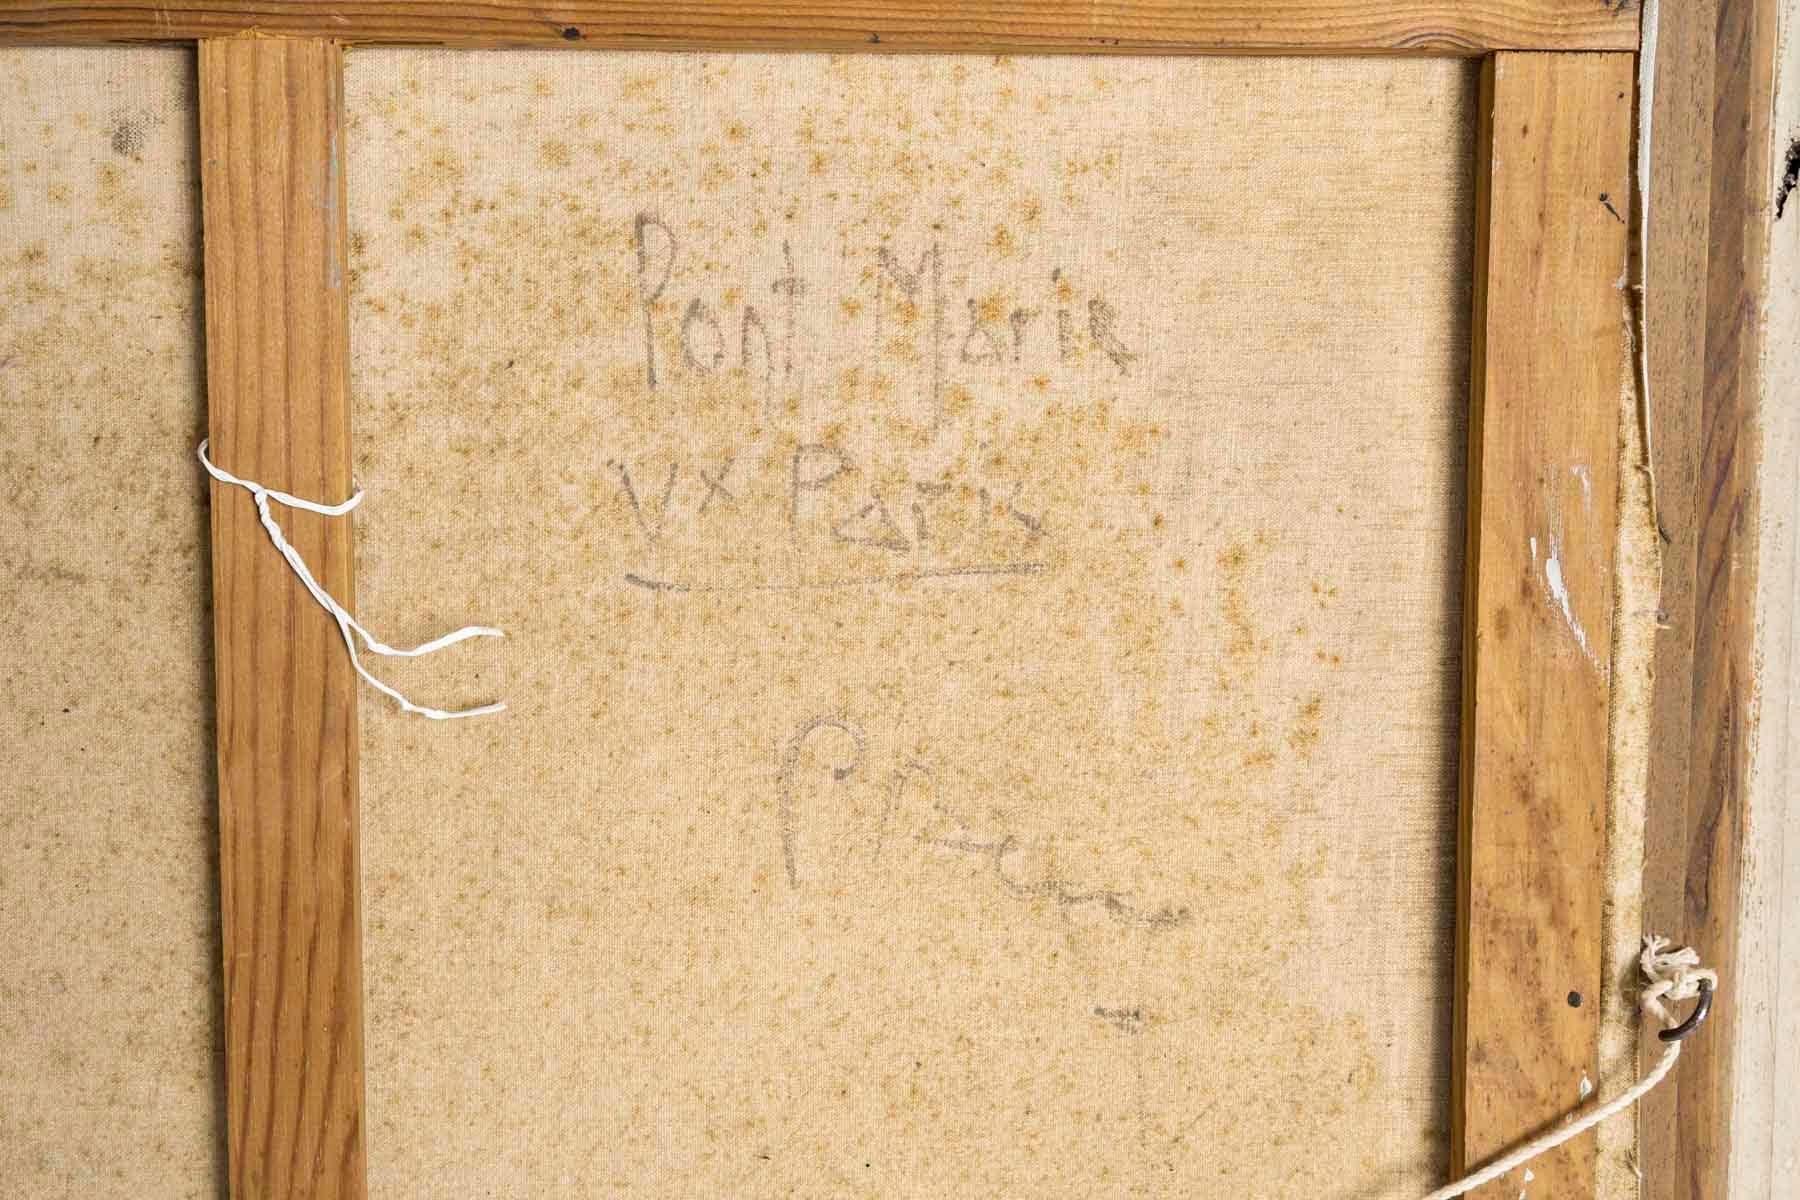 Pont Marie
Vx Paris